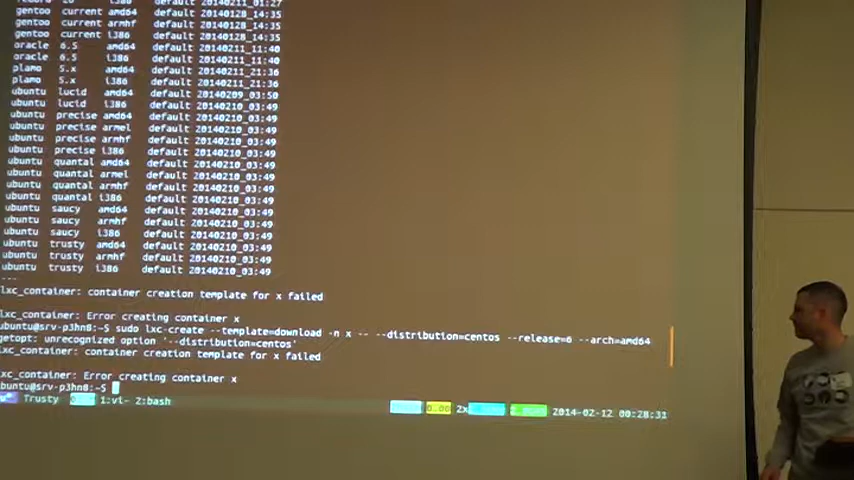 20140211_01:27
gentoo current amd64 default 20140128_14:35
gentoo current armhf default 20140128_14:35
gentoo current i386 default 20140128_14:35
oracle 6.5 amd64 default 20140211_11:40
oracle 6.5 i386 default 20140211_11:40
plamo 5.x amd64 default 20140211_21:36
plamo 5.x i386 default 20140211_21:36
ubuntu lucid amd64 default 20140209_03:50
ubuntu lucid i386 default 20140210_03:49
ubuntu precise amd64 default 20140210_03:49
ubuntu precise armel default 20140210_03:49
ubuntu precise armhf default 20140210_03:49
ubuntu precise i386 default 20140210_03:49
ubuntu quantal amd64 default 20140210_03:49
ubuntu quantal armel default 20140210_03:49
ubuntu quantal armhf default 20140210_03:49
ubuntu quantal i386 default 20140210_03:49
ubuntu saucy amd64 default 20140210_03:49
ubuntu saucy armhf default 20140210_03:49
ubuntu saucy i386 default 20140210_03:49
ubuntu trusty amd64 default 20140210_03:49
ubuntu trusty armhf default 20140210_03:49
ubuntu trusty i386 default 20140210_03:49
---
lxc_container: container creation template for x failed
lxc_container: Error creating container x
ubuntu@srv-p3hn8:~$ sudo lxc-create --template=download -n x -- --distribution=centos --release=6 --arch=amd64
getopt: unrecognized option '--distribution=centos'
lxc_container: container creation template for x failed
lxc_container: Error creating container x
ubuntu@srv-p3hn8:~$
Trusty 1:vi- 2:bash 0.00 2x 2014-02-12 00:28:31